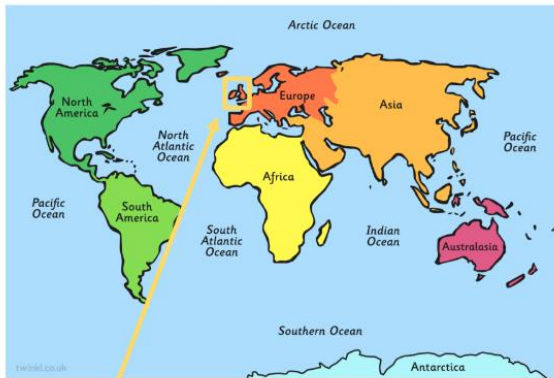 Arctic Ocean
North
America
Europe
Asia
North
Atlantic
Ocean
Pacific
Ocean
Africa
Pacific
Ocean
South
America
South
Atlantic
Ocean
Indian
Ocean
Australasia
Southern Ocean
Antarctica
twinkl.co.uk